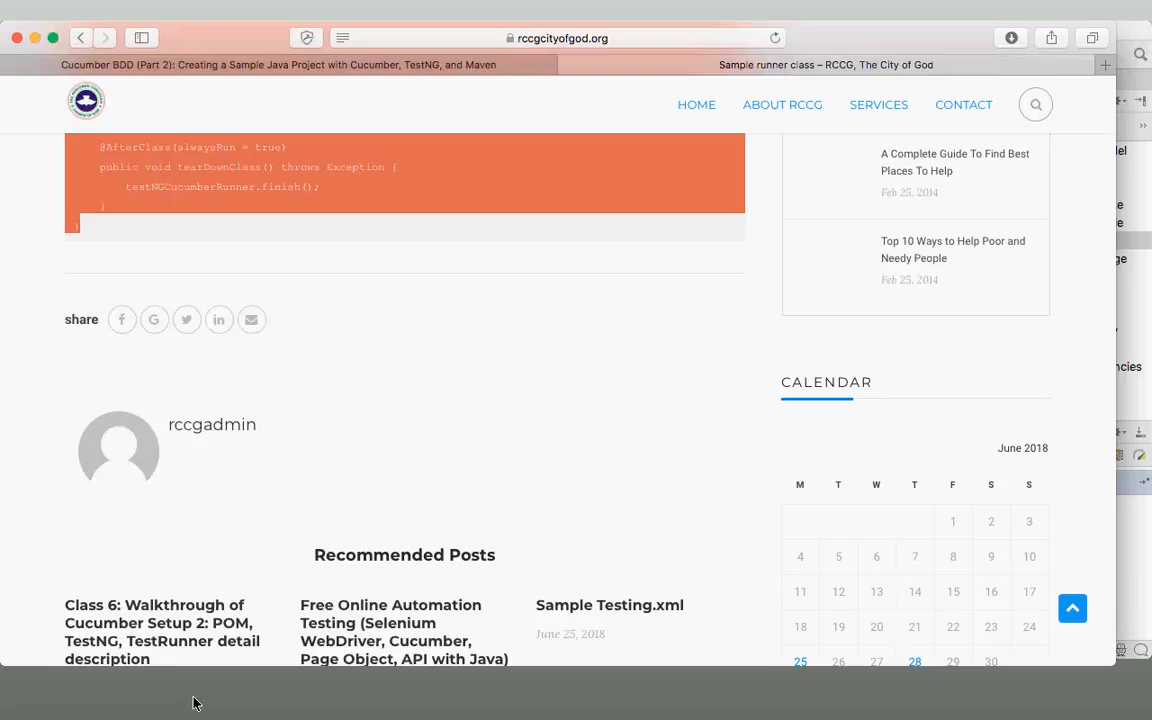 rccgcityofgod.org
Cucumber BDD (Part 2): Creating a Sample Java Project with Cucumber, TestNG, and Maven
Sample runner class – RCCG, The City of God
HOME
ABOUT RCCG
SERVICES
CONTACT
@AfterClass(alwaysRun = true)
public void tearDownClass() throws Exception {
testNGCucumberRunner.finish();
}
}
share
rccgadmin
Recommended Posts
Class 6: Walkthrough of
Cucumber Setup 2: POM,
TestNG, TestRunner detail
description
Free Online Automation
Testing (Selenium
WebDriver, Cucumber,
Page Object, API with Java)
Sample Testing.xml
June 25, 2018
A Complete Guide To Find Best
Places To Help
Feb 25, 2014
Top 10 Ways to Help Poor and
Needy People
Feb 25, 2014
CALENDAR
June 2018
M T W T F S S
1 2 3
4 5 6 7 8 9 10
11 12 13 14 15 16 17
18 19 20 21 22 23 24
25 26 27 28 29 30